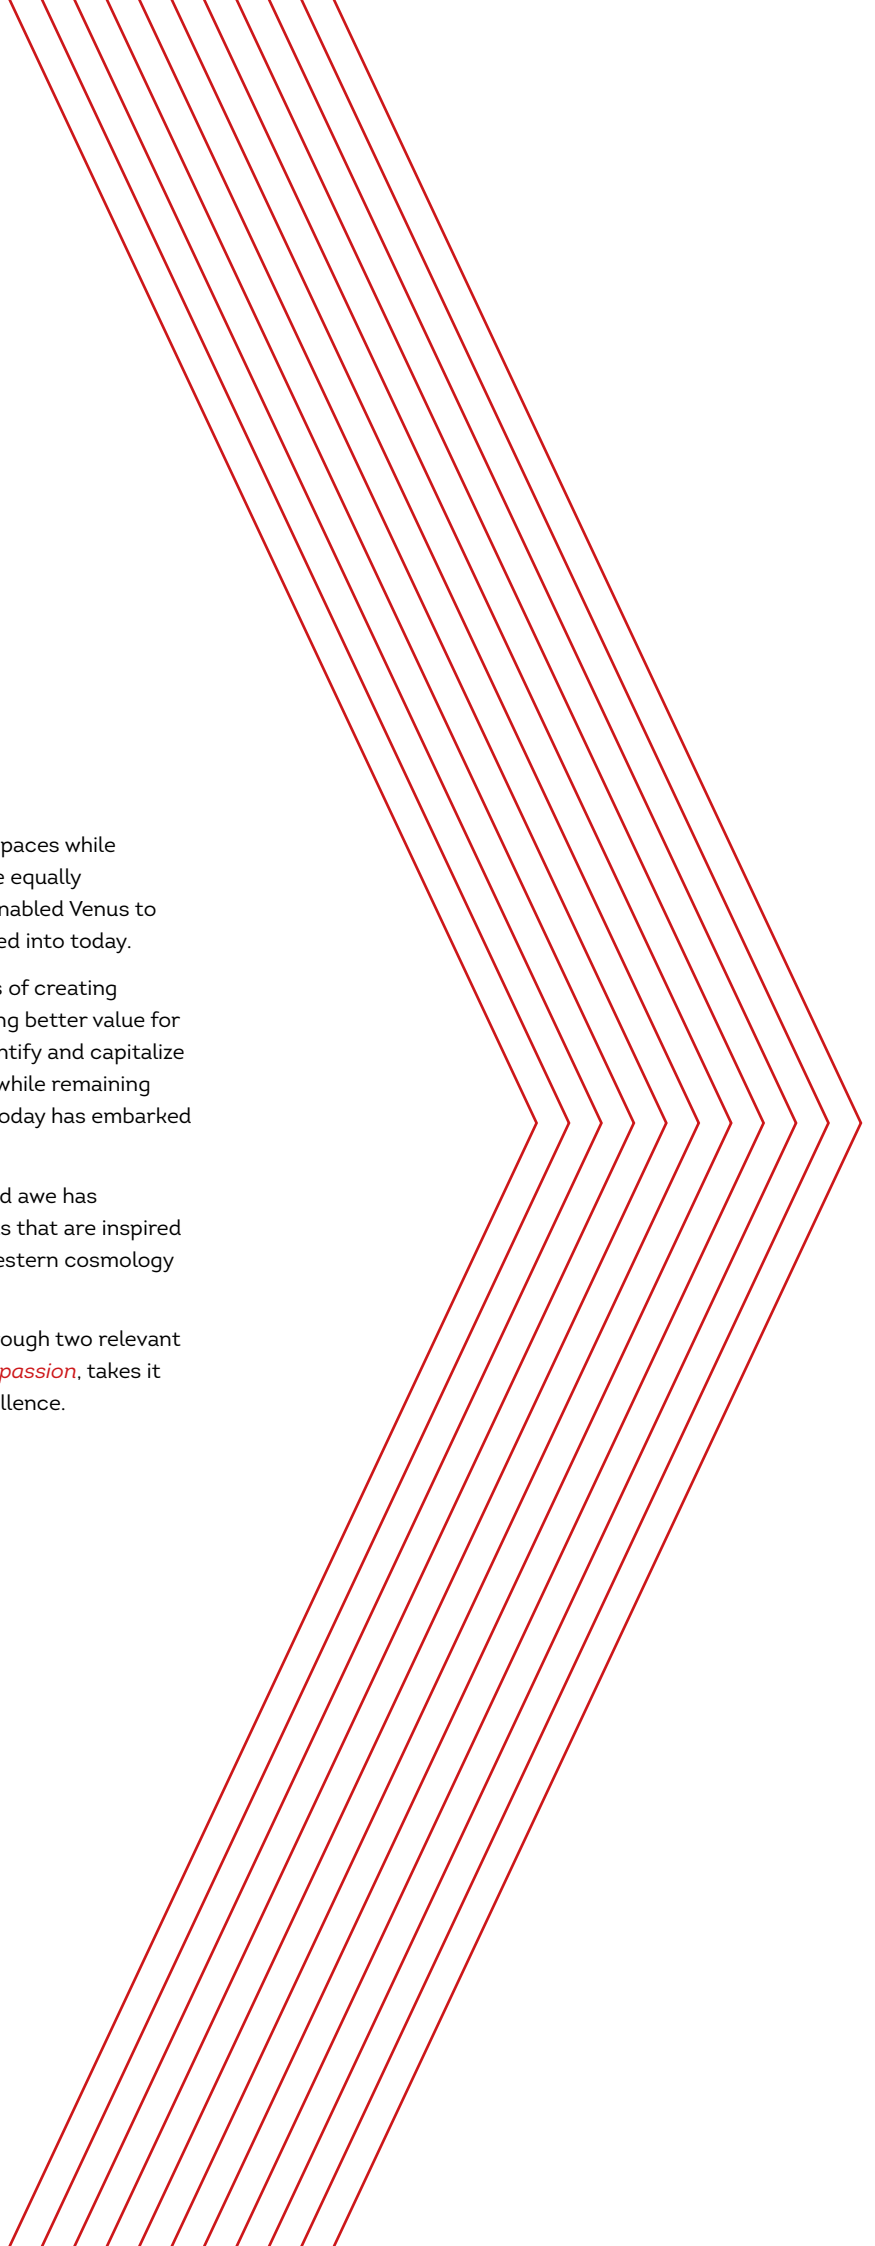 paces while
e equally
nabled Venus to
ed into today.
s of creating
ng better value for
ntify and capitalize
while remaining
oday has embarked
d awe has
s that are inspired
estern cosmology
ough two relevant
passion, takes it
llence.